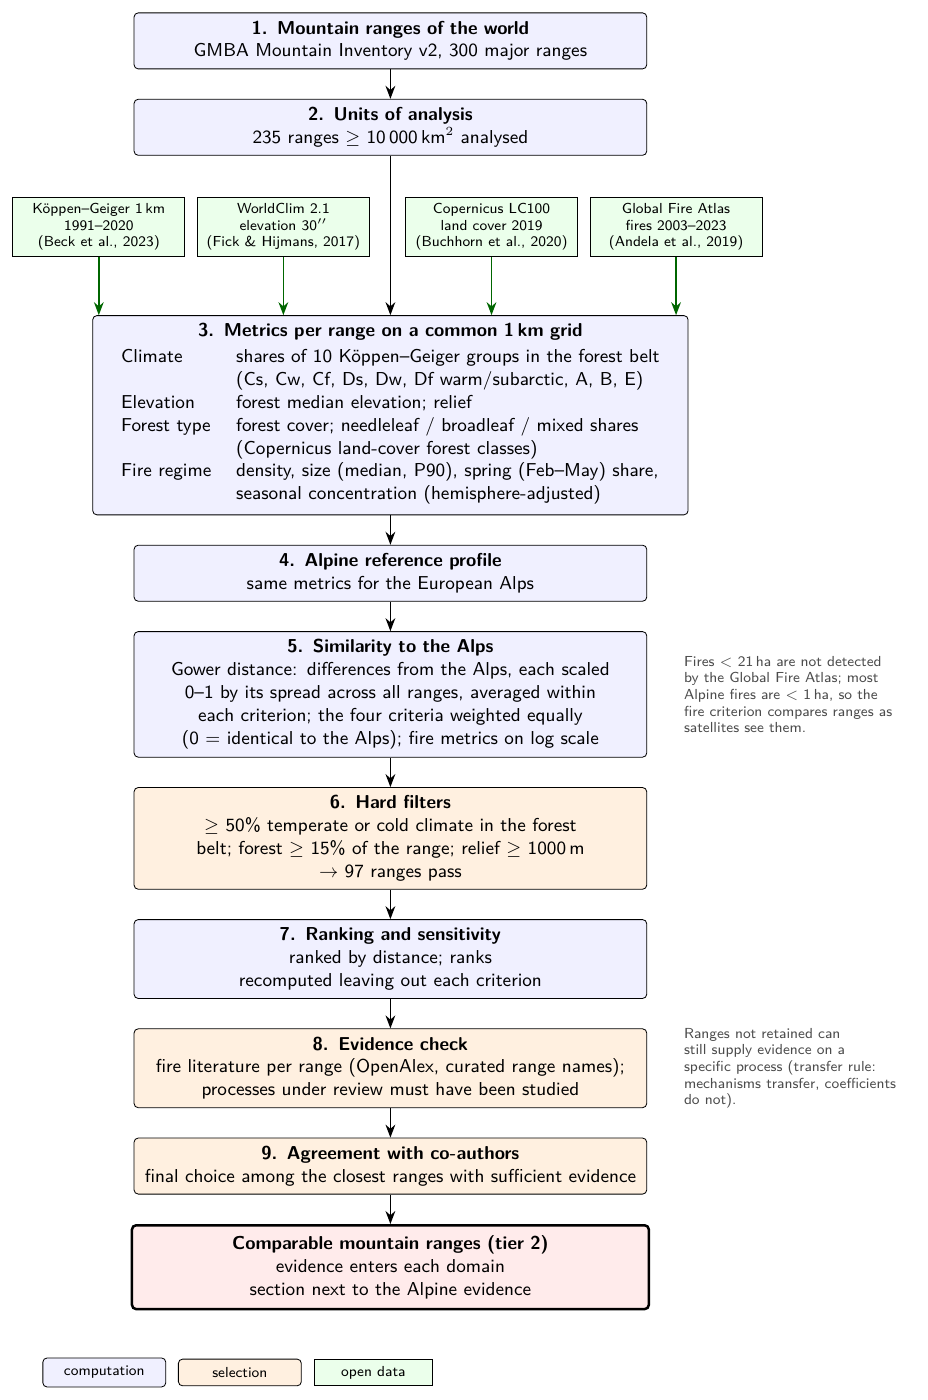 1. Mountain ranges of the world
GMBA Mountain Inventory v2, 300 major ranges
2. Units of analysis
235 ranges ≥ 10 000 km² analysed
Köppen–Geiger 1 km
1991–2020
(Beck et al., 2023)
WorldClim 2.1
elevation 30′′
(Fick & Hijmans, 2017)
Copernicus LC100
land cover 2019
(Buchhorn et al., 2020)
Global Fire Atlas
fires 2003–2023
(Andela et al., 2019)
3. Metrics per range on a common 1 km grid
Climate shares of 10 Köppen–Geiger groups in the forest belt
(Cs, Cw, Cf, Ds, Dw, Df warm/subarctic, A, B, E)
Elevation forest median elevation; relief
Forest type forest cover; needleleaf / broadleaf / mixed shares
(Copernicus land-cover forest classes)
Fire regime density, size (median, P90), spring (Feb–May) share,
seasonal concentration (hemisphere-adjusted)
4. Alpine reference profile
same metrics for the European Alps
5. Similarity to the Alps
Gower distance: differences from the Alps, each scaled
0–1 by its spread across all ranges, averaged within
each criterion; the four criteria weighted equally
(0 = identical to the Alps); fire metrics on log scale
Fires < 21 ha are not detected
by the Global Fire Atlas; most
Alpine fires are < 1 ha, so the
fire criterion compares ranges as
satellites see them.
6. Hard filters
≥ 50% temperate or cold climate in the forest
belt; forest ≥ 15% of the range; relief ≥ 1000 m
→ 97 ranges pass
7. Ranking and sensitivity
ranked by distance; ranks
recomputed leaving out each criterion
8. Evidence check
fire literature per range (OpenAlex, curated range names);
processes under review must have been studied
Ranges not retained can
still supply evidence on a
specific process (transfer rule:
mechanisms transfer, coefficients
do not).
9. Agreement with co-authors
final choice among the closest ranges with sufficient evidence
Comparable mountain ranges (tier 2)
evidence enters each domain
section next to the Alpine evidence
computation
selection
open data